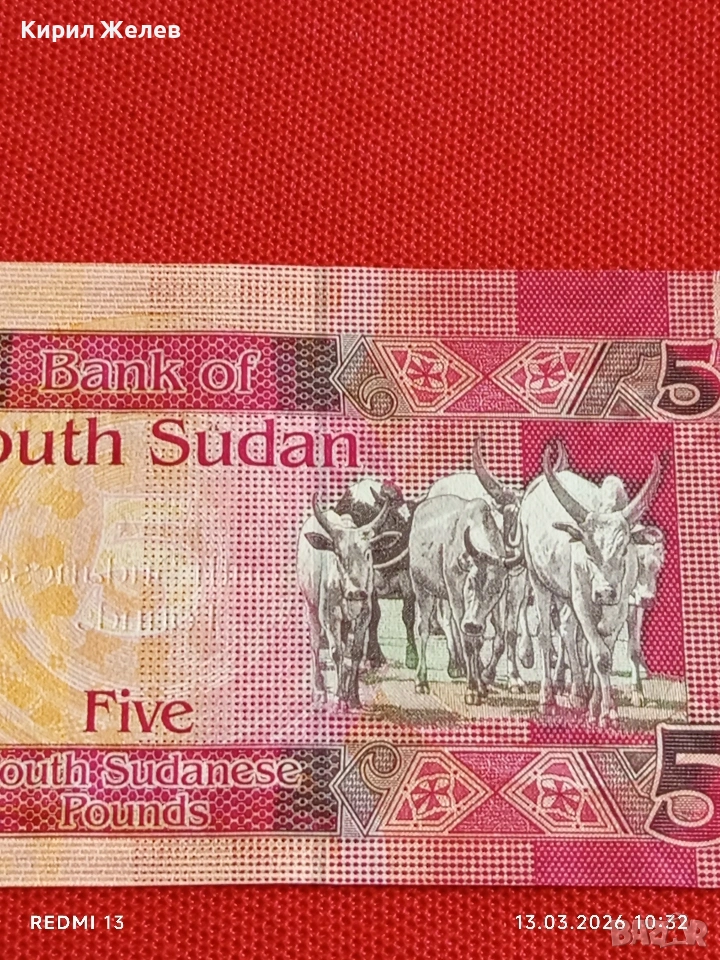 Кирил Желев
Bank of
5
outh Sudan
Five
outh Sudanese
Pounds
5
REDMI 13
13.03.2026 10:32
BAZAR